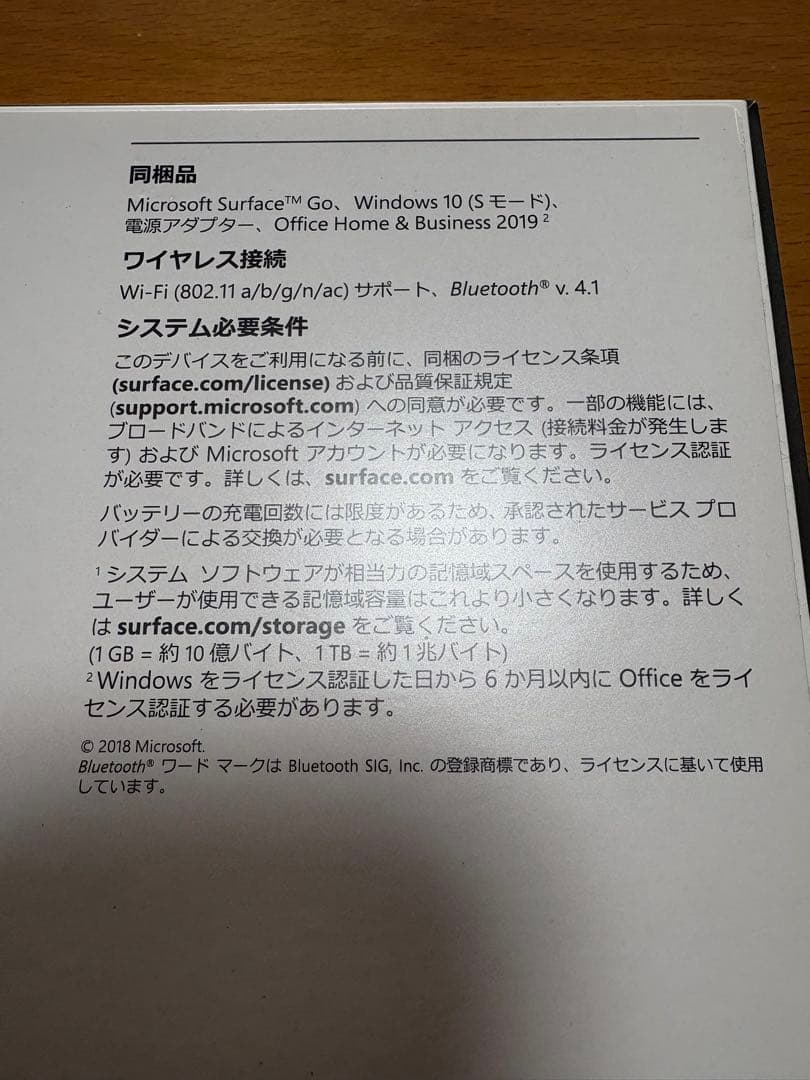 同梱品
Microsoft Surface™ Go、Windows 10 (S モード)、
電源アダプター、Office Home & Business 2019 ²
ワイヤレス接続
Wi-Fi (802.11 a/b/g/n/ac) サポート、Bluetooth® v. 4.1
システム必要条件
このデバイスをご利用になる前に、同梱のライセンス条項
(surface.com/license) および品質保証規定
(support.microsoft.com) への同意が必要です。一部の機能には、
ブロードバンドによるインターネット アクセス (接続料金が発生しま
す) および Microsoft アカウントが必要になります。ライセンス認証
が必要です。詳しくは、surface.com をご覧ください。
バッテリーの充電回数には限度があるため、承認されたサービス プロ
バイダーによる交換が必要となる場合があります。
¹ システム ソフトウェアが相当力の記憶域スペースを使用するため、
ユーザーが使用できる記憶域容量はこれより小さくなります。詳しく
は surface.com/storage をご覧ください。
(1 GB = 約 10 億バイト、1 TB = 約 1 兆バイト)
² Windows をライセンス認証した日から 6 か月以内に Office をライ
センス認証する必要があります。
© 2018 Microsoft.
Bluetooth® ワード マークは Bluetooth SIG, Inc. の登録商標であり、ライセンスに基いて使用
しています。